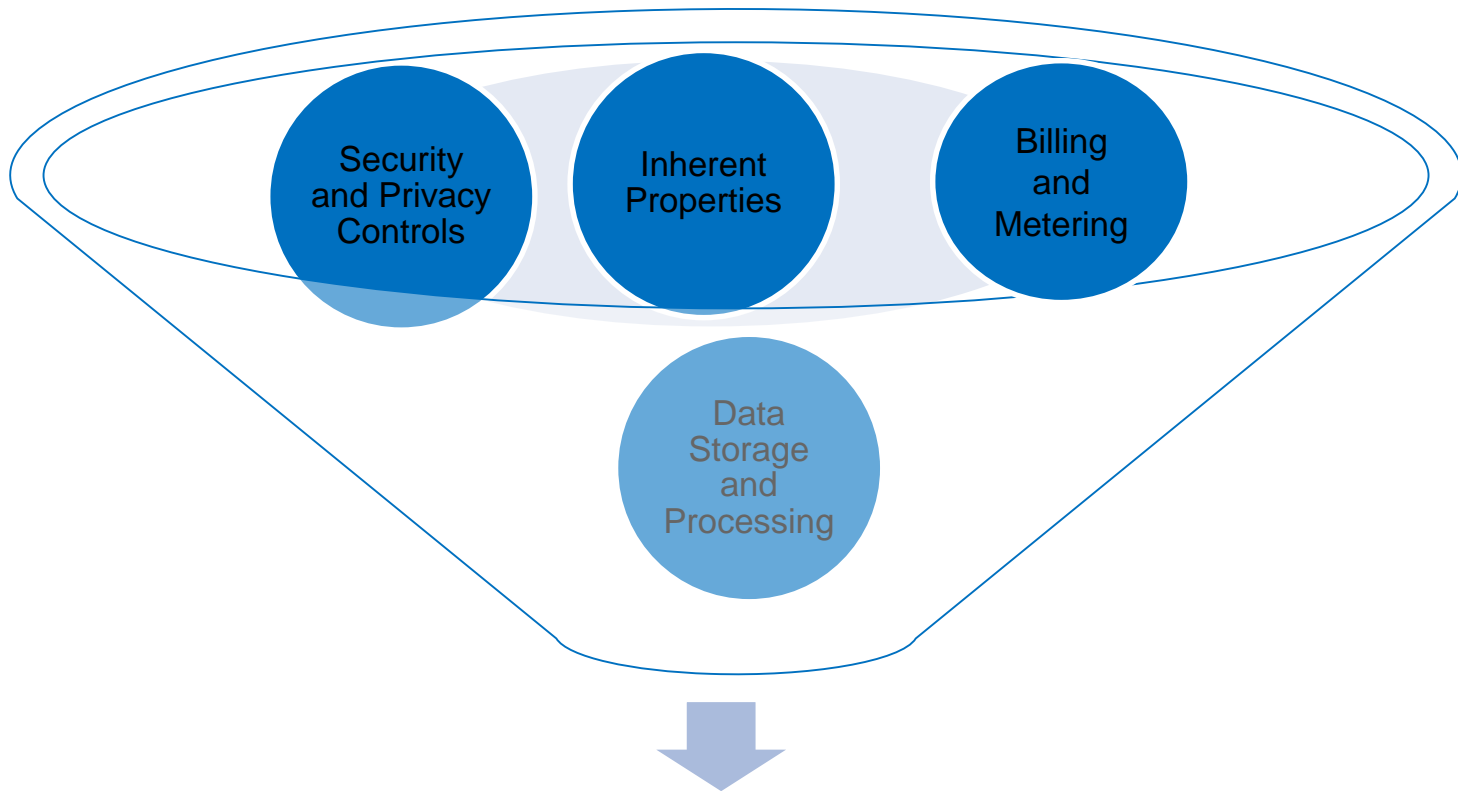 Security
and Privacy
Controls
Inherent
Properties
Billing
and
Metering
Data
Storage
and
Processing